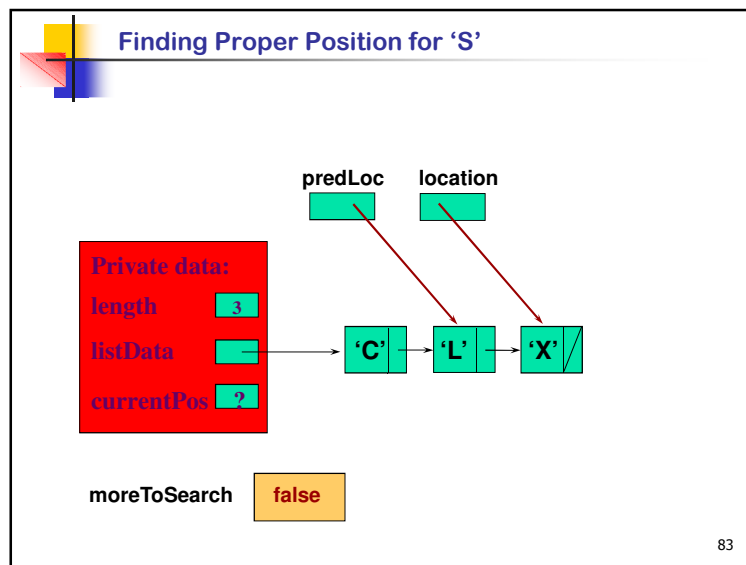 Finding Proper Position for ‘S’
predLoc location
Private data:
length 3
listData
‘C’ ‘L’ ‘X’
currentPos ?
moreToSearch false
83